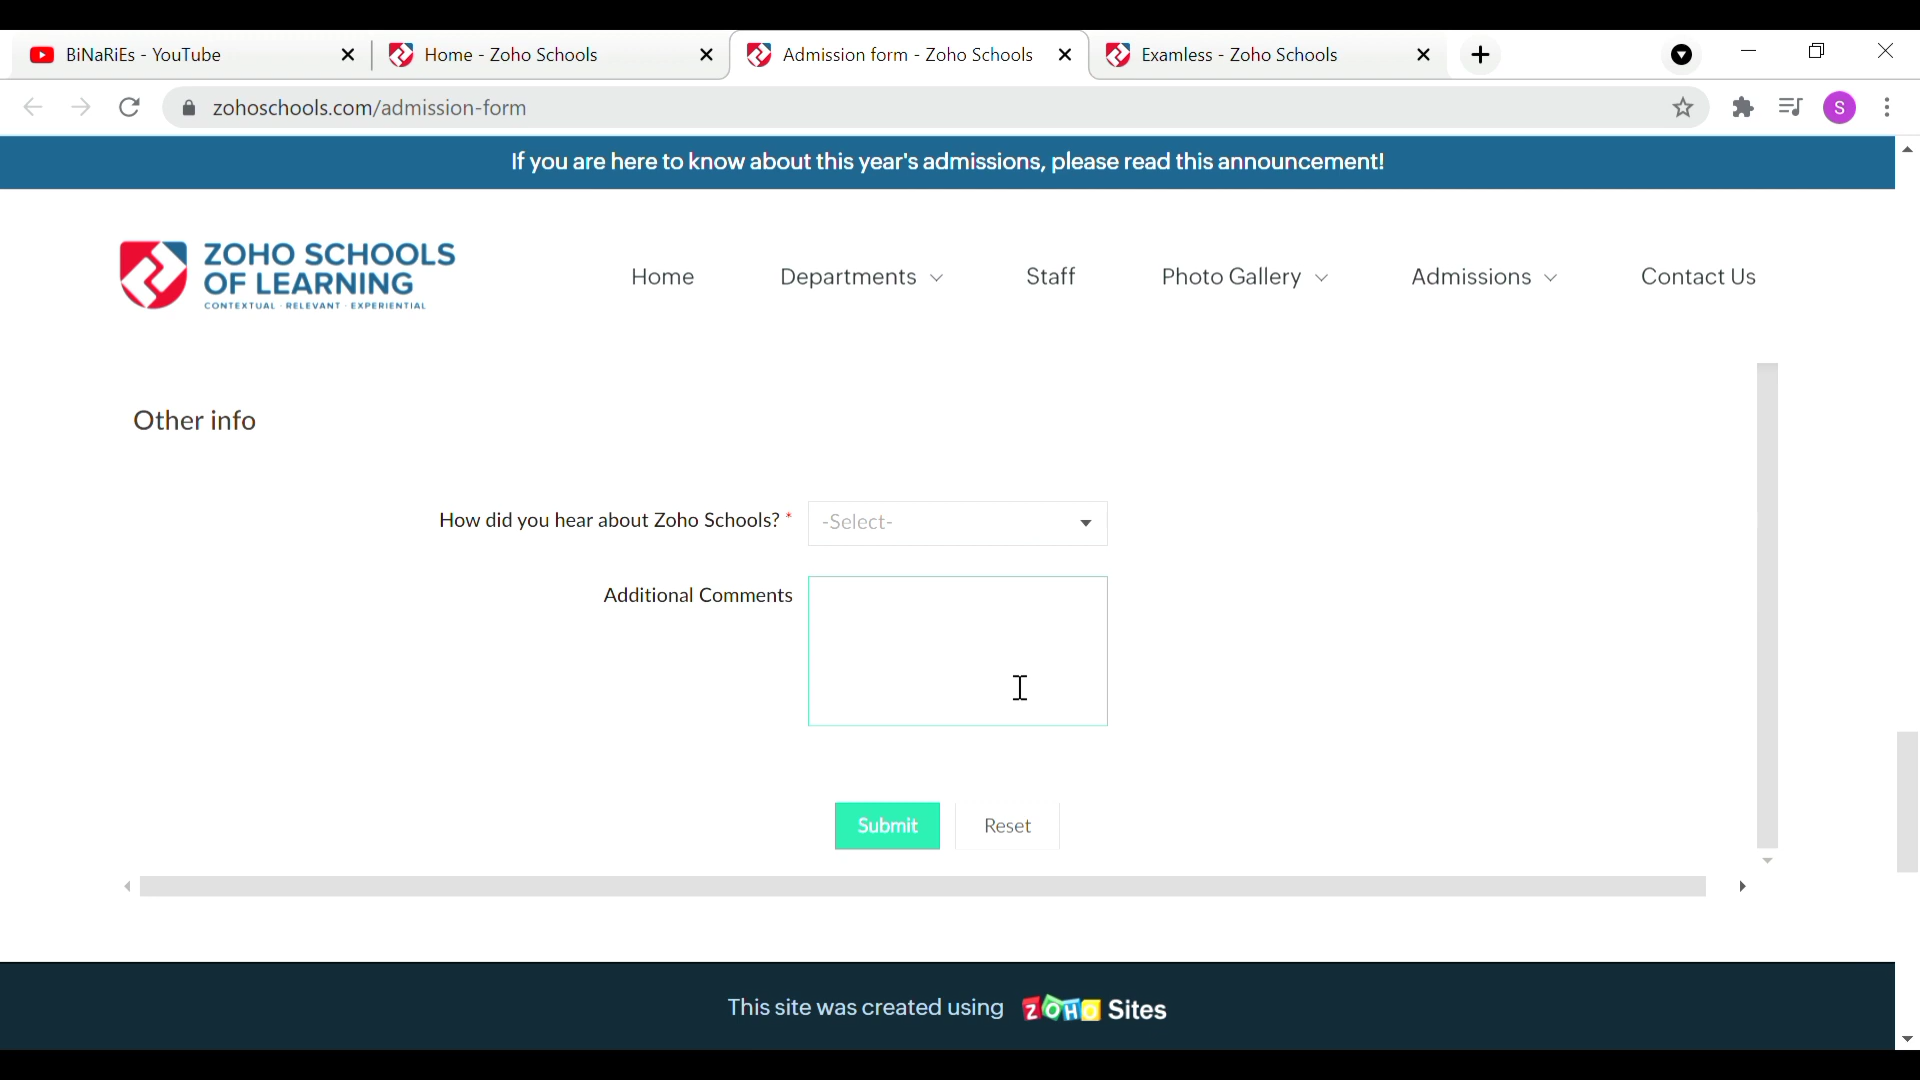 BiNaRiEs - YouTube
Home - Zoho Schools
Admission form - Zoho Schools
Examless - Zoho Schools
zohoschools.com/admission-form
S
If you are here to know about this year's admissions, please read this announcement!
ZOHO SCHOOLS
OF LEARNING
CONTEXTUAL · RELEVANT · EXPERIENTIAL
Home
Departments
Staff
Photo Gallery
Admissions
Contact Us
Other info
How did you hear about Zoho Schools? *
-Select-
Additional Comments
Submit
Reset
This site was created using ZOHO Sites